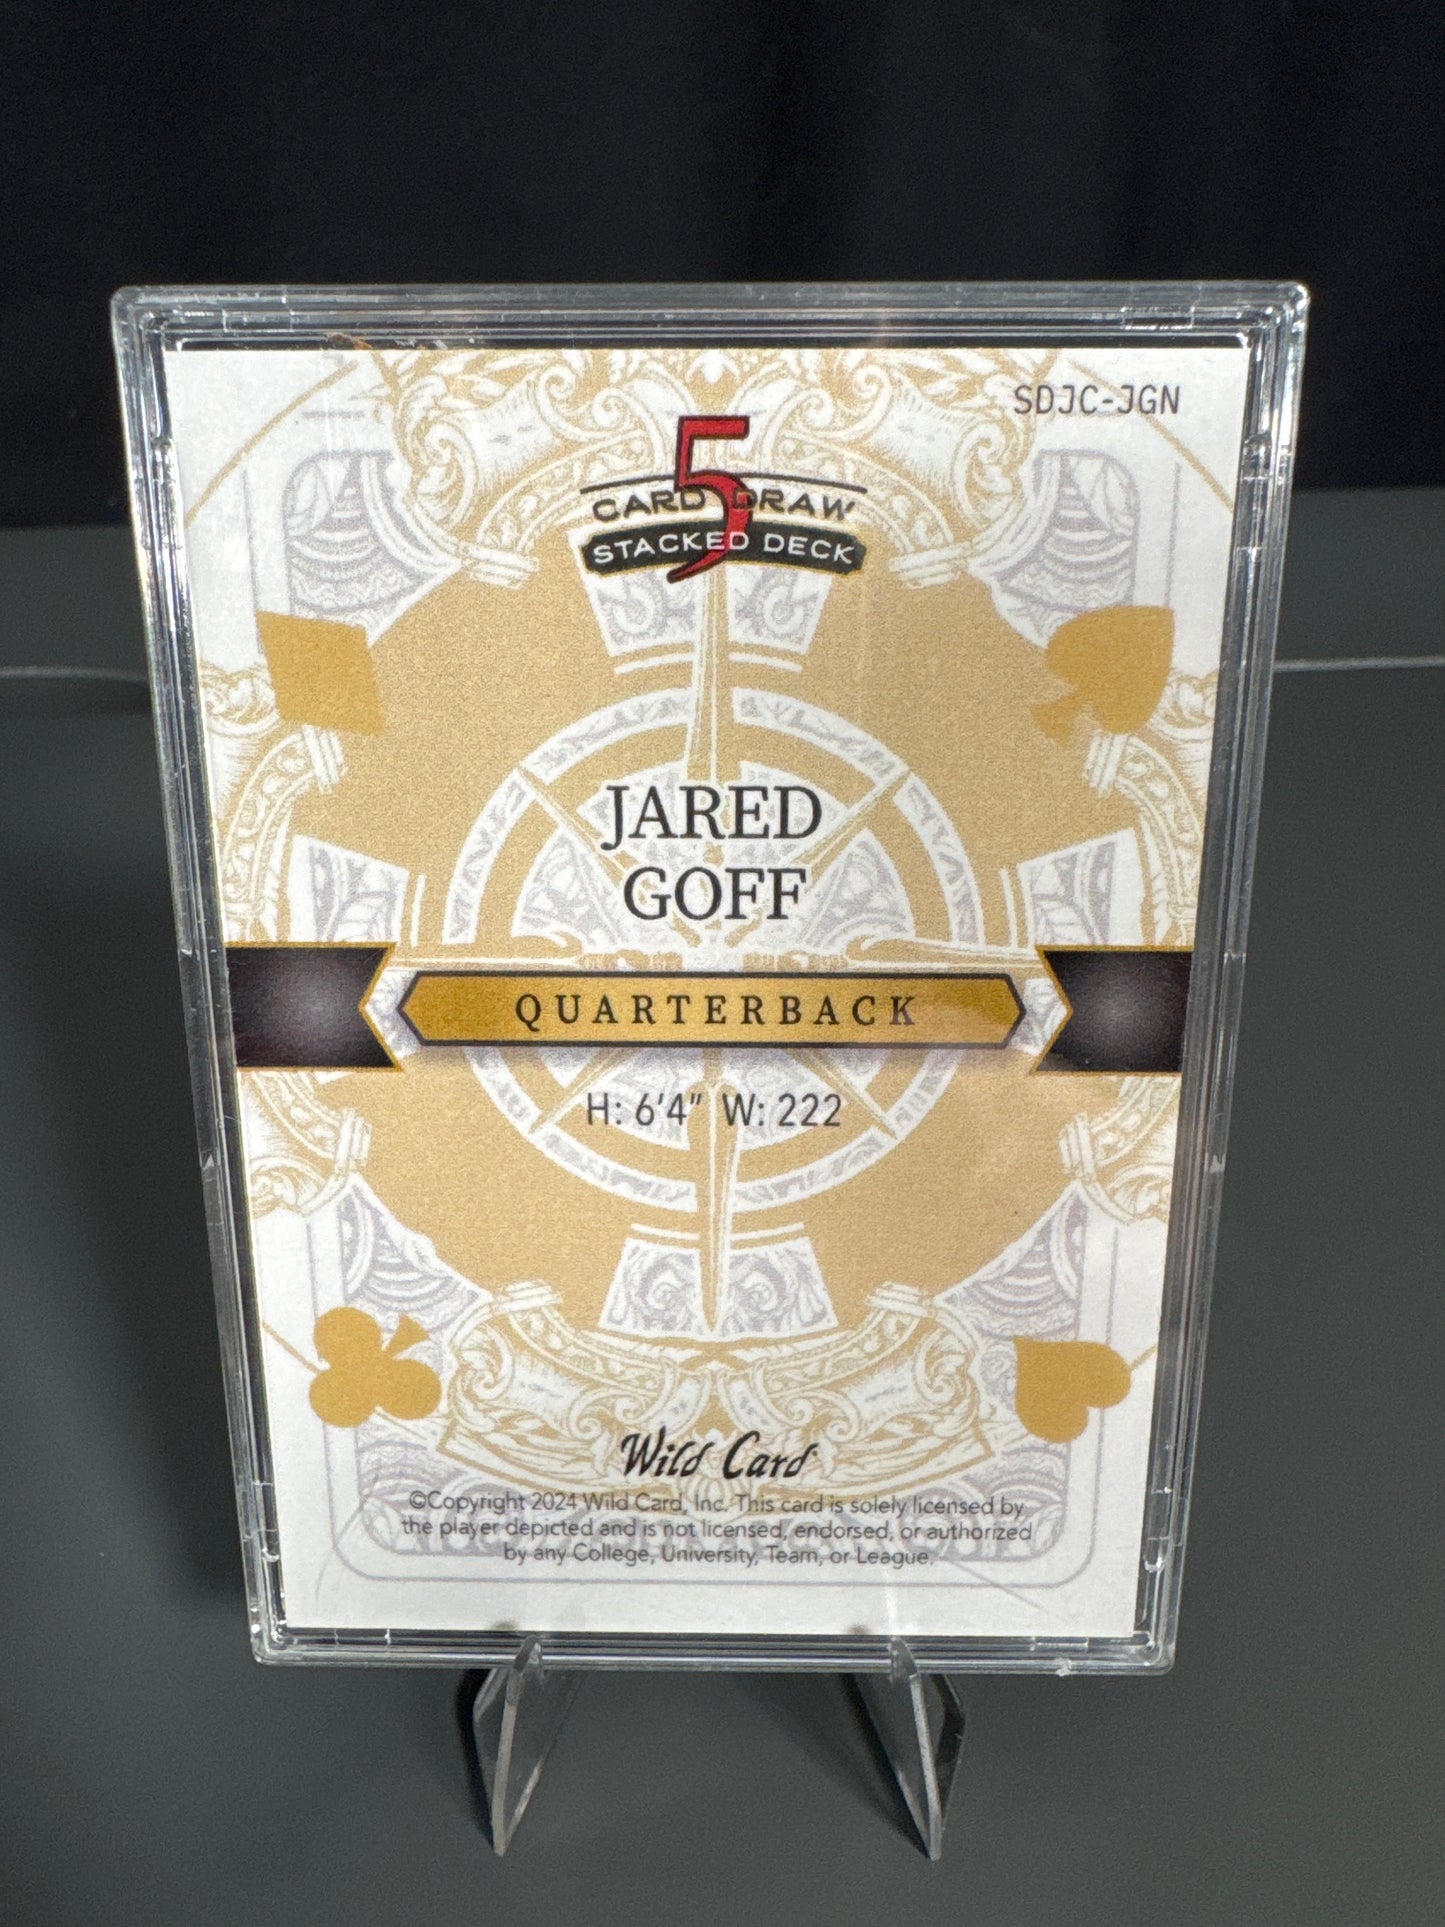 SDJC-JGN
5
CARD DRAW
STACKED DECK
JARED
GOFF
QUARTERBACK
H: 6'4" W: 222
Wild Card
©Copyright 2024 Wild Card, Inc. This card is solely licensed by
the player depicted and is not licensed, endorsed, or authorized
by any College, University, Team, or League.